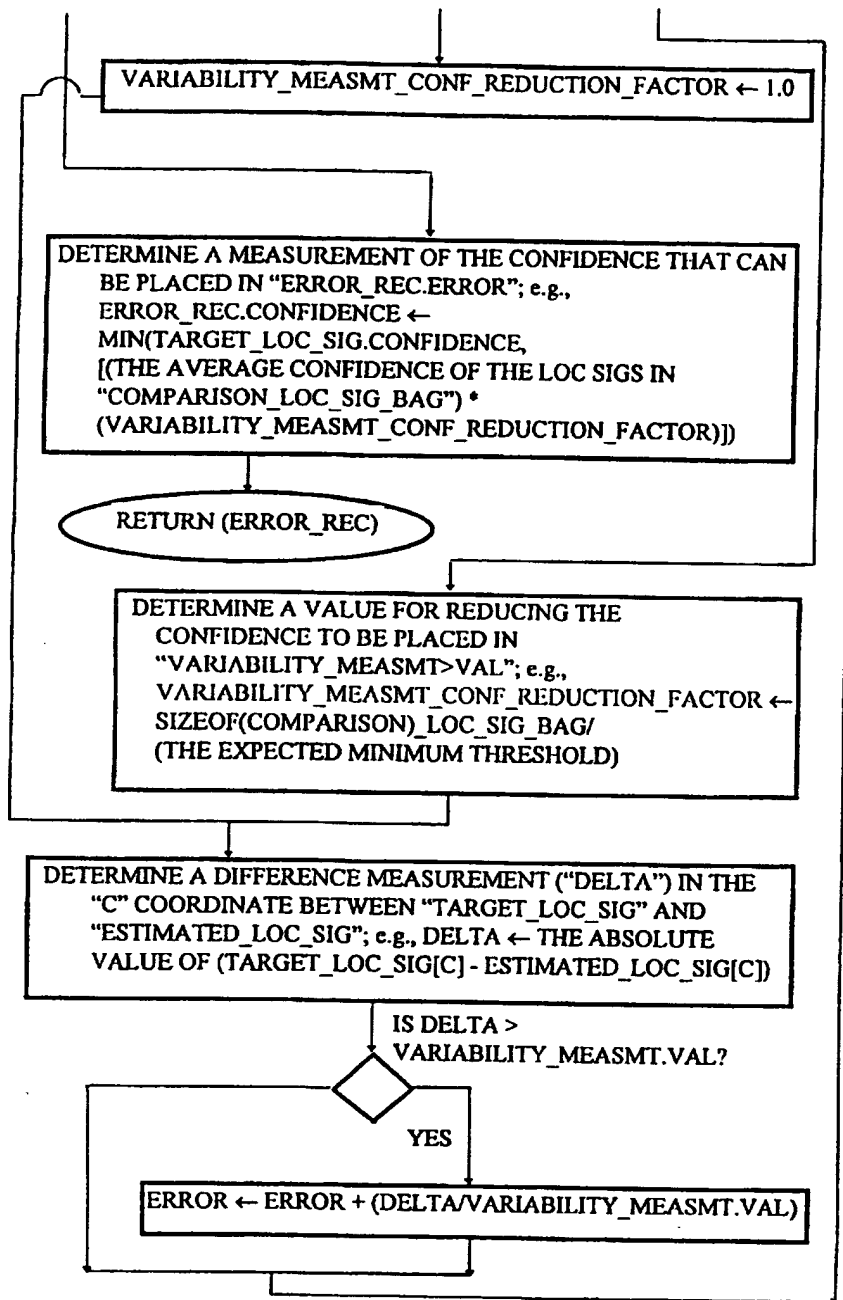 VARIABILITY_MEASMT_CONF_REDUCTION_FACTOR ← 1.0
DETERMINE A MEASUREMENT OF THE CONFIDENCE THAT CAN
BE PLACED IN “ERROR_REC.ERROR”; e.g.,
ERROR_REC.CONFIDENCE ←
MIN(TARGET_LOC_SIG.CONFIDENCE,
[(THE AVERAGE CONFIDENCE OF THE LOC SIGS IN
“COMPARISON_LOC_SIG_BAG”) *
(VARIABILITY_MEASMT_CONF_REDUCTION_FACTOR)])
RETURN (ERROR_REC)
DETERMINE A VALUE FOR REDUCING THE
CONFIDENCE TO BE PLACED IN
“VARIABILITY_MEASMT>VAL”; e.g.,
VARIABILITY_MEASMT_CONF_REDUCTION_FACTOR ←
SIZEOF(COMPARISON)_LOC_SIG_BAG/
(THE EXPECTED MINIMUM THRESHOLD)
DETERMINE A DIFFERENCE MEASUREMENT (“DELTA”) IN THE
“C” COORDINATE BETWEEN “TARGET_LOC_SIG” AND
“ESTIMATED_LOC_SIG”; e.g., DELTA ← THE ABSOLUTE
VALUE OF (TARGET_LOC_SIG[C] - ESTIMATED_LOC_SIG[C])
IS DELTA >
VARIABILITY_MEASMT.VAL?
YES
ERROR ← ERROR + (DELTA/VARIABILITY_MEASMT.VAL)